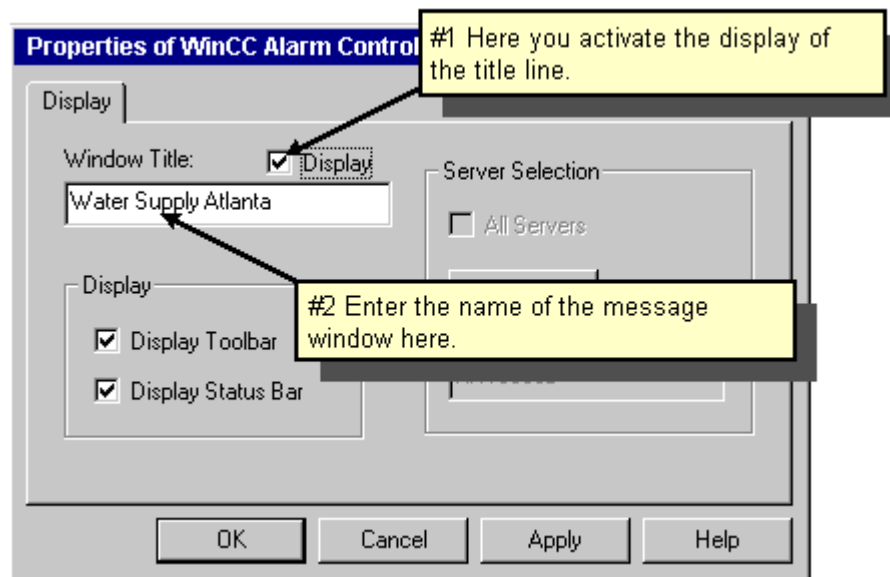 Properties of WinCC Alarm Control
#1 Here you activate the display of
the title line.
Display
Window Title:
Display
Water Supply Atlanta
Server Selection
All Servers
Display
Display Toolbar
Display Status Bar
#2 Enter the name of the message
window here.
OK
Cancel
Apply
Help